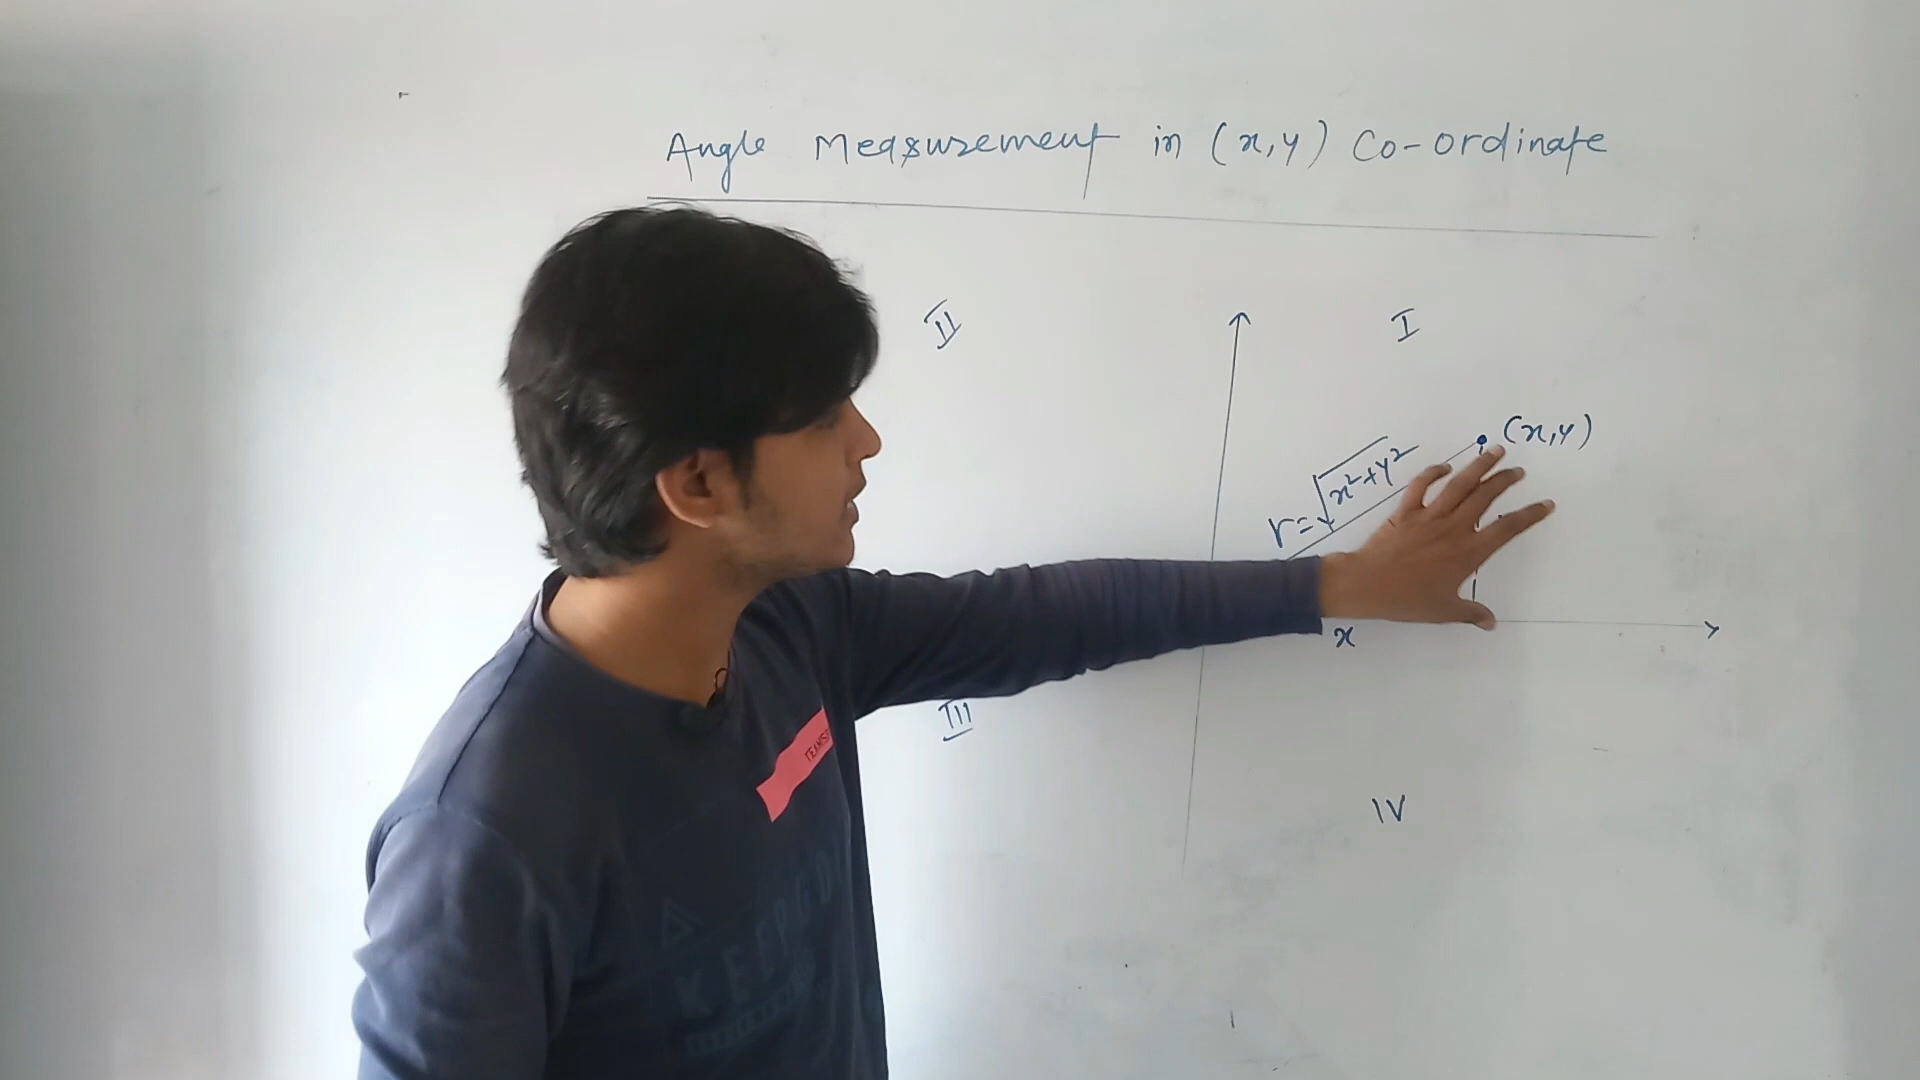 Angle Measurement in (x,y) Co-ordinate
II
I
(x,y)
r=√x²+y²
x
III
IV